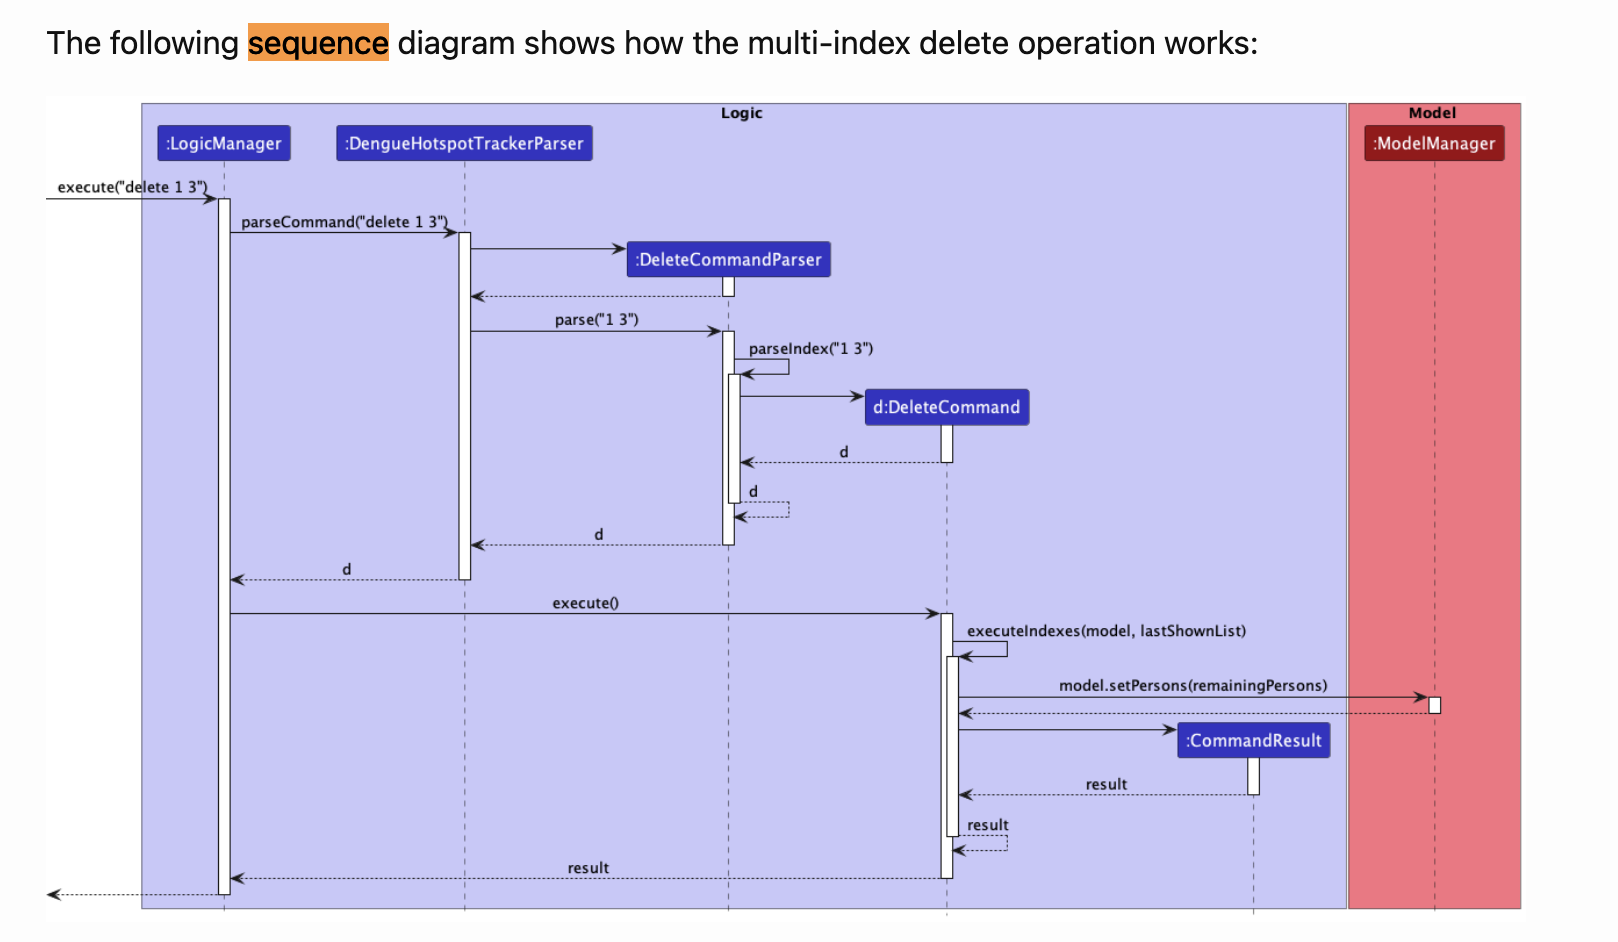 The following sequence diagram shows how the multi-index delete operation works:
Logic
Model
:LogicManager
:DengueHotspotTrackerParser
:ModelManager
execute("delete 1 3")
parseCommand("delete 1 3")
:DeleteCommandParser
parse("1 3")
parseIndex("1 3")
d:DeleteCommand
d
d
d
d
execute()
executeIndexes(model, lastShownList)
model.setPersons(remainingPersons)
:CommandResult
result
result
result